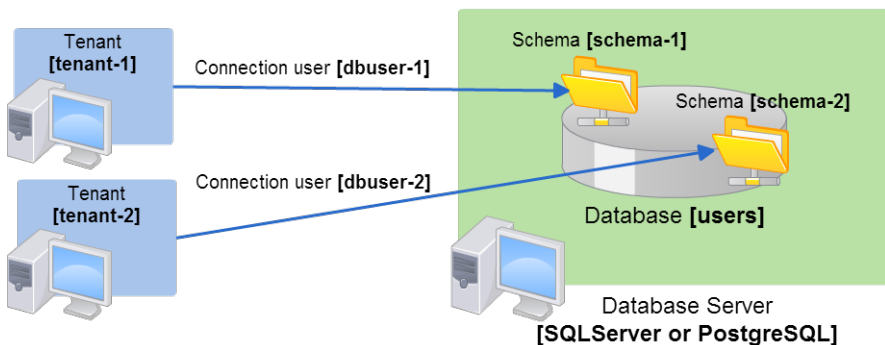 Tenant
[tenant-1]
Connection user [dbuser-1]
Schema [schema-1]
Schema [schema-2]
Tenant
[tenant-2]
Connection user [dbuser-2]
Database [users]
Database Server
[SQLServer or PostgreSQL]